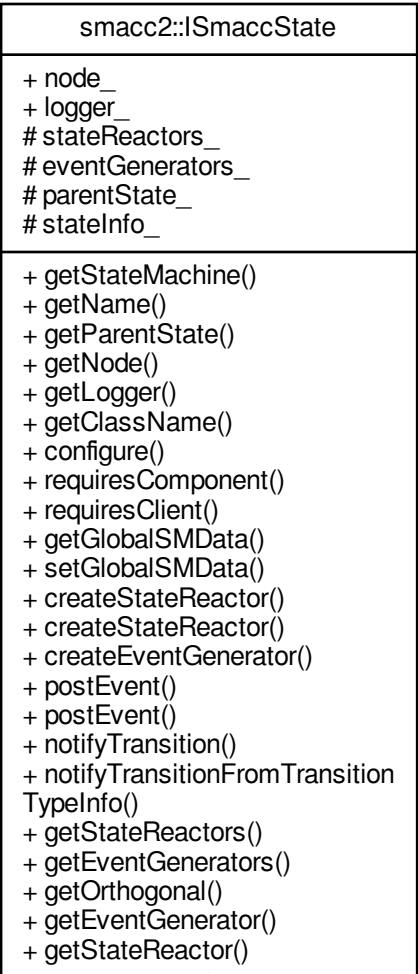 smacc2::ISmaccState
+ node_
+ logger_
# stateReactors_
# eventGenerators_
# parentState_
# stateInfo_
+ getStateMachine()
+ getName()
+ getParentState()
+ getNode()
+ getLogger()
+ getClassName()
+ configure()
+ requiresComponent()
+ requiresClient()
+ getGlobalSMData()
+ setGlobalSMData()
+ createStateReactor()
+ createStateReactor()
+ createEventGenerator()
+ postEvent()
+ postEvent()
+ notifyTransition()
+ notifyTransitionFromTransition
TypeInfo()
+ getStateReactors()
+ getEventGenerators()
+ getOrthogonal()
+ getEventGenerator()
+ getStateReactor()